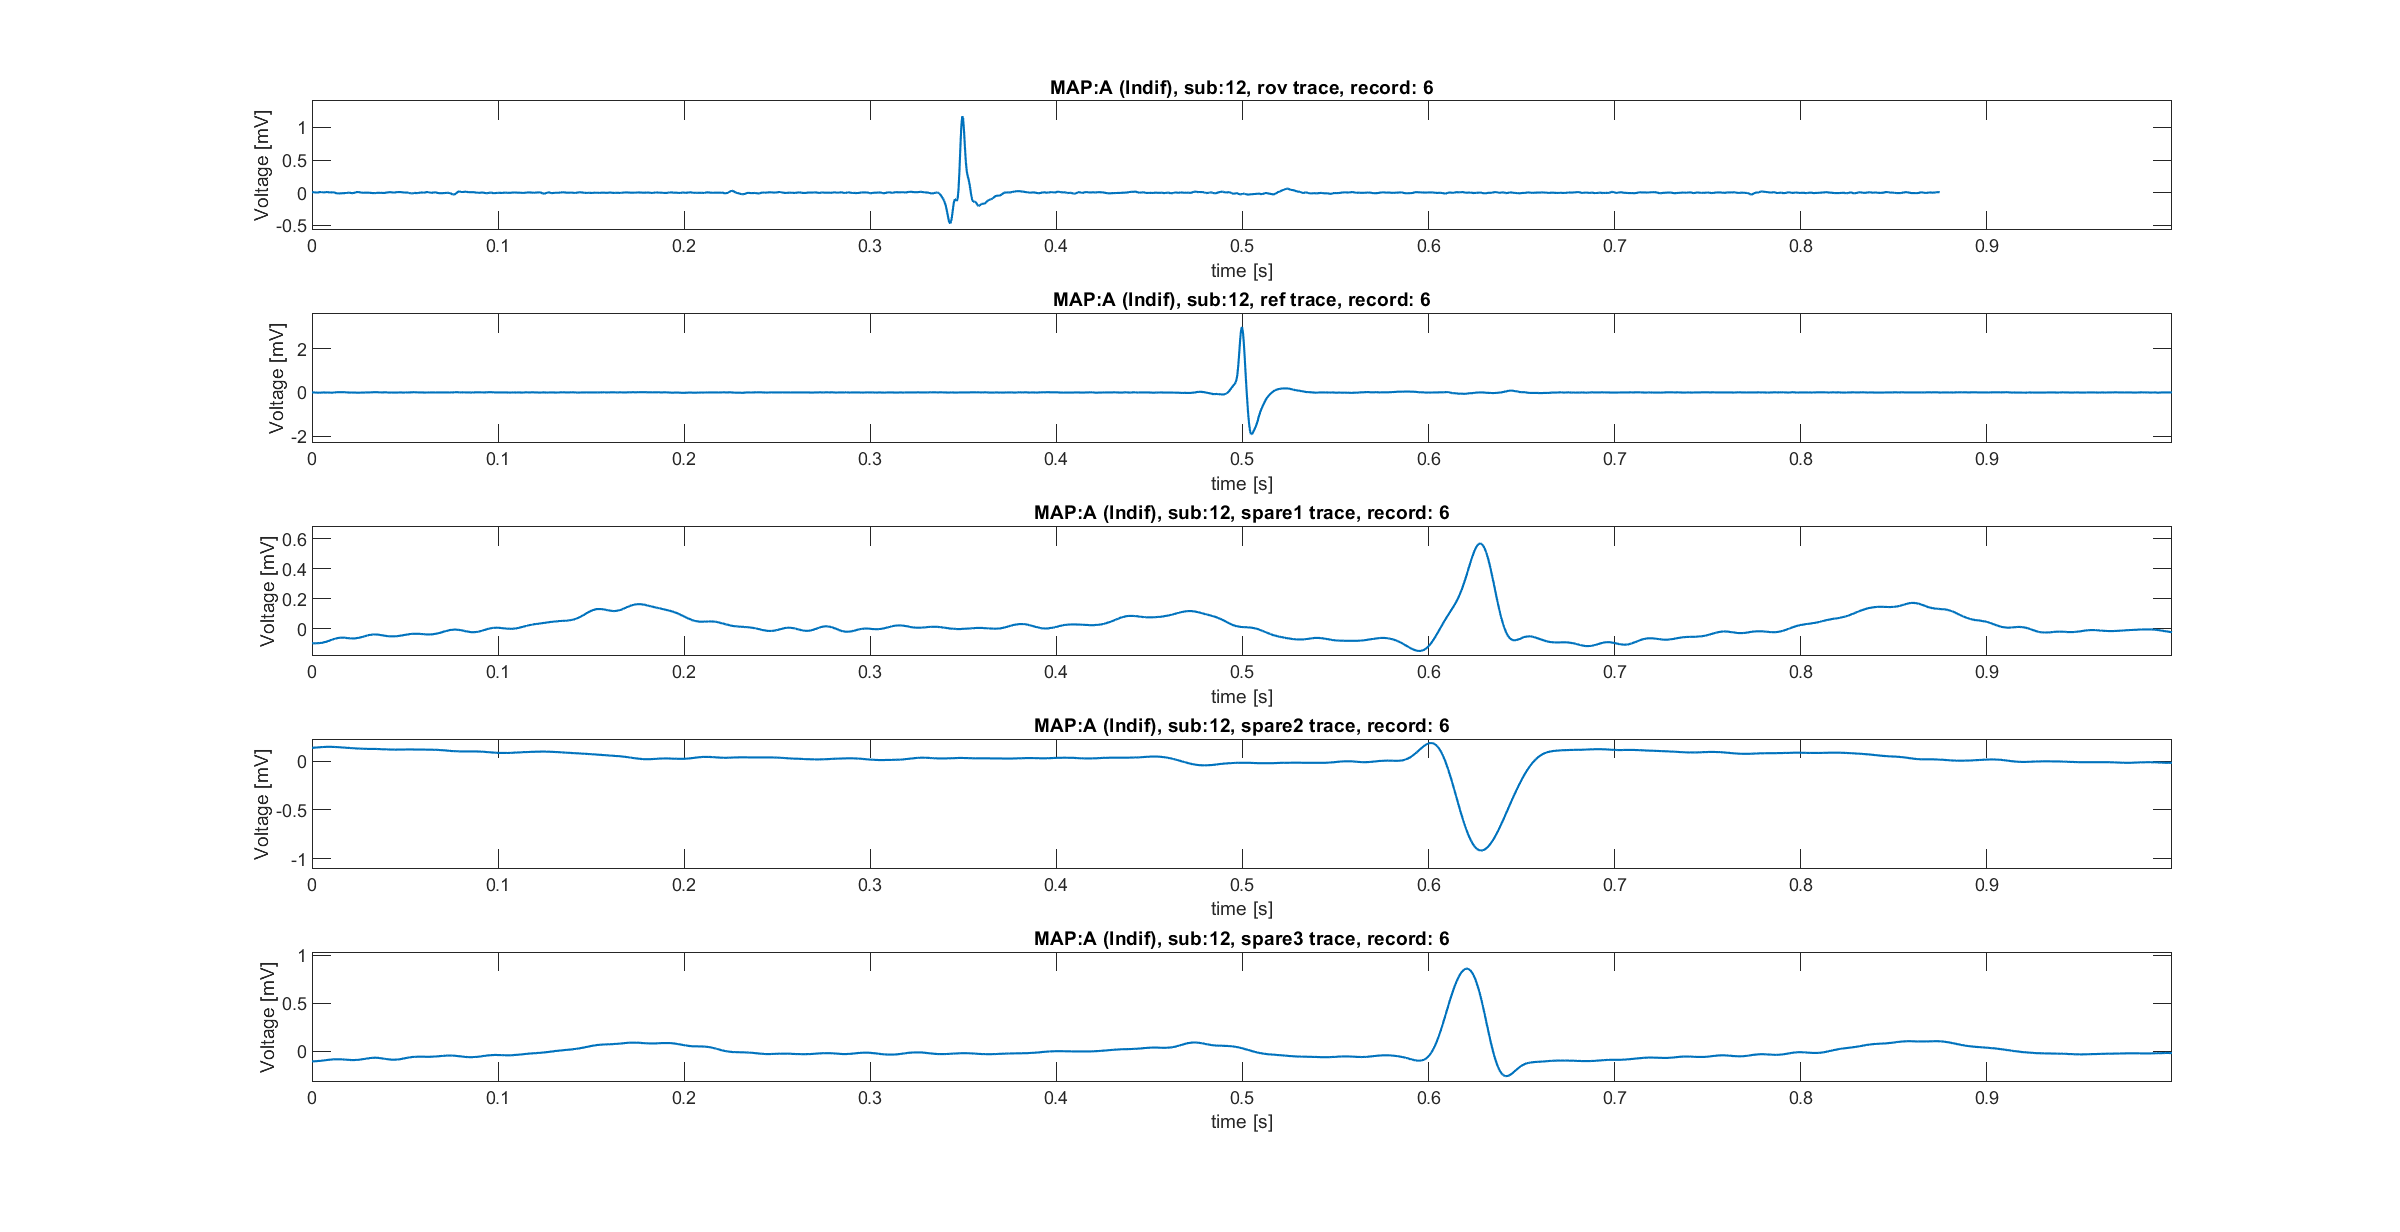 MAP:A (Indif), sub:12, rov trace, record: 6
Voltage [mV]
1
0.5
0
-0.5
0 0.1 0.2 0.3 0.4 0.5 0.6 0.7 0.8 0.9
time [s]
MAP:A (Indif), sub:12, ref trace, record: 6
Voltage [mV]
2
0
-2
0 0.1 0.2 0.3 0.4 0.5 0.6 0.7 0.8 0.9
time [s]
MAP:A (Indif), sub:12, spare1 trace, record: 6
Voltage [mV]
0.6
0.4
0.2
0
0 0.1 0.2 0.3 0.4 0.5 0.6 0.7 0.8 0.9
time [s]
MAP:A (Indif), sub:12, spare2 trace, record: 6
Voltage [mV]
0
-0.5
-1
0 0.1 0.2 0.3 0.4 0.5 0.6 0.7 0.8 0.9
time [s]
MAP:A (Indif), sub:12, spare3 trace, record: 6
Voltage [mV]
1
0.5
0
0 0.1 0.2 0.3 0.4 0.5 0.6 0.7 0.8 0.9
time [s]